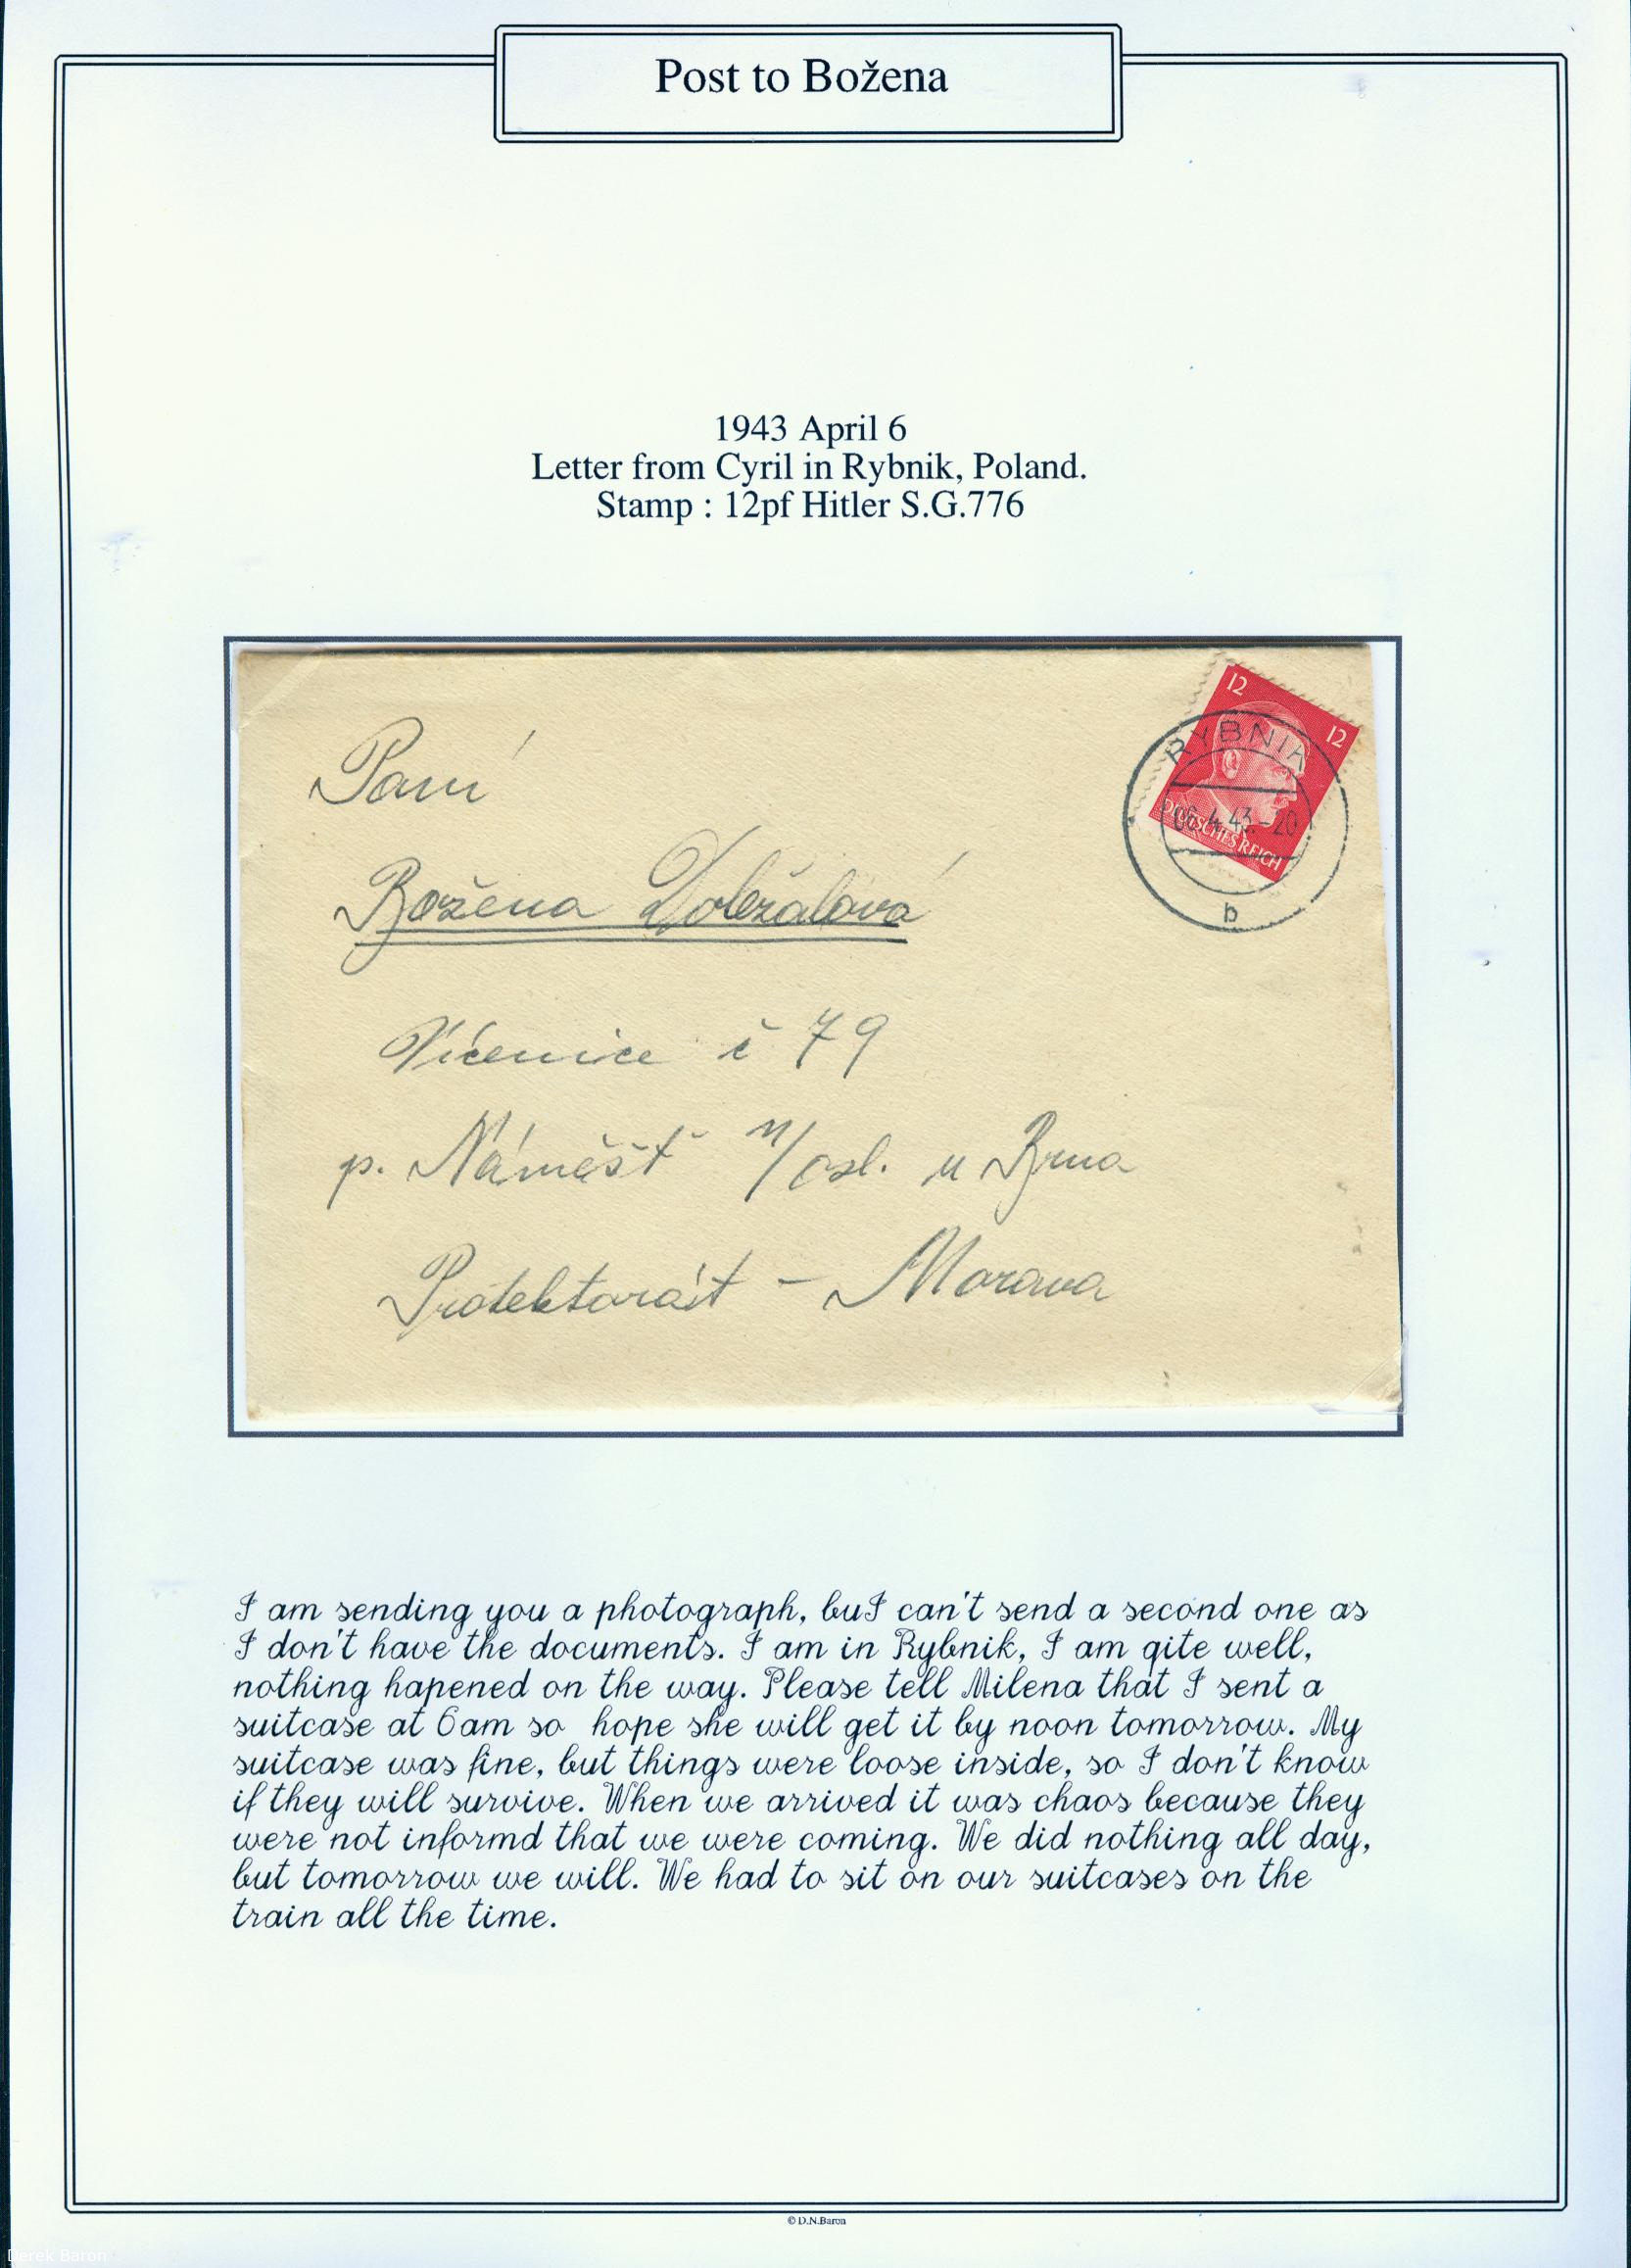 Post to Božena
1943 April 6
Letter from Cyril in Rybnik, Poland.
Stamp : 12pf Hitler S.G.776
12
12
RYBNIK
06.4.43.-20
DEUTSCHES REICH
b
Paní
Božena Doležalová
Vícenice č 79
p. Náměšť n/osl. u Brna
Protektorát - Morava
I am sending you a photograph, buI can't send a second one as
I don't have the documents. I am in Rybnik, I am qite well,
nothing hapened on the way. Please tell Milena that I sent a
suitcase at 6am so hope she will get it by noon tomorrow. My
suitcase was fine, but things were loose inside, so I don't know
if they will survive. When we arrived it was chaos because they
were not informd that we were coming. We did nothing all day,
but tomorrow we will. We had to sit on our suitcases on the
train all the time.
© D.N.Baron
Derek Baron